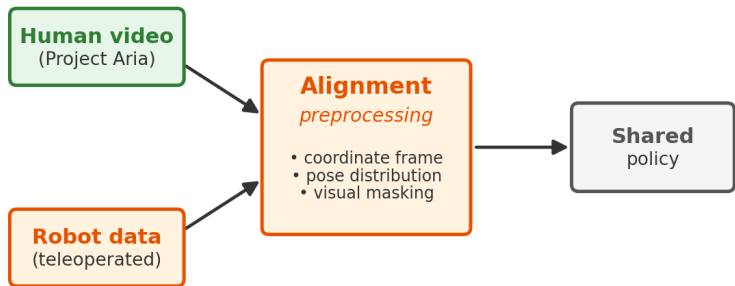 Human video
(Project Aria)
Alignment
preprocessing
• coordinate frame
• pose distribution
• visual masking
Shared
policy
Robot data
(teleoperated)